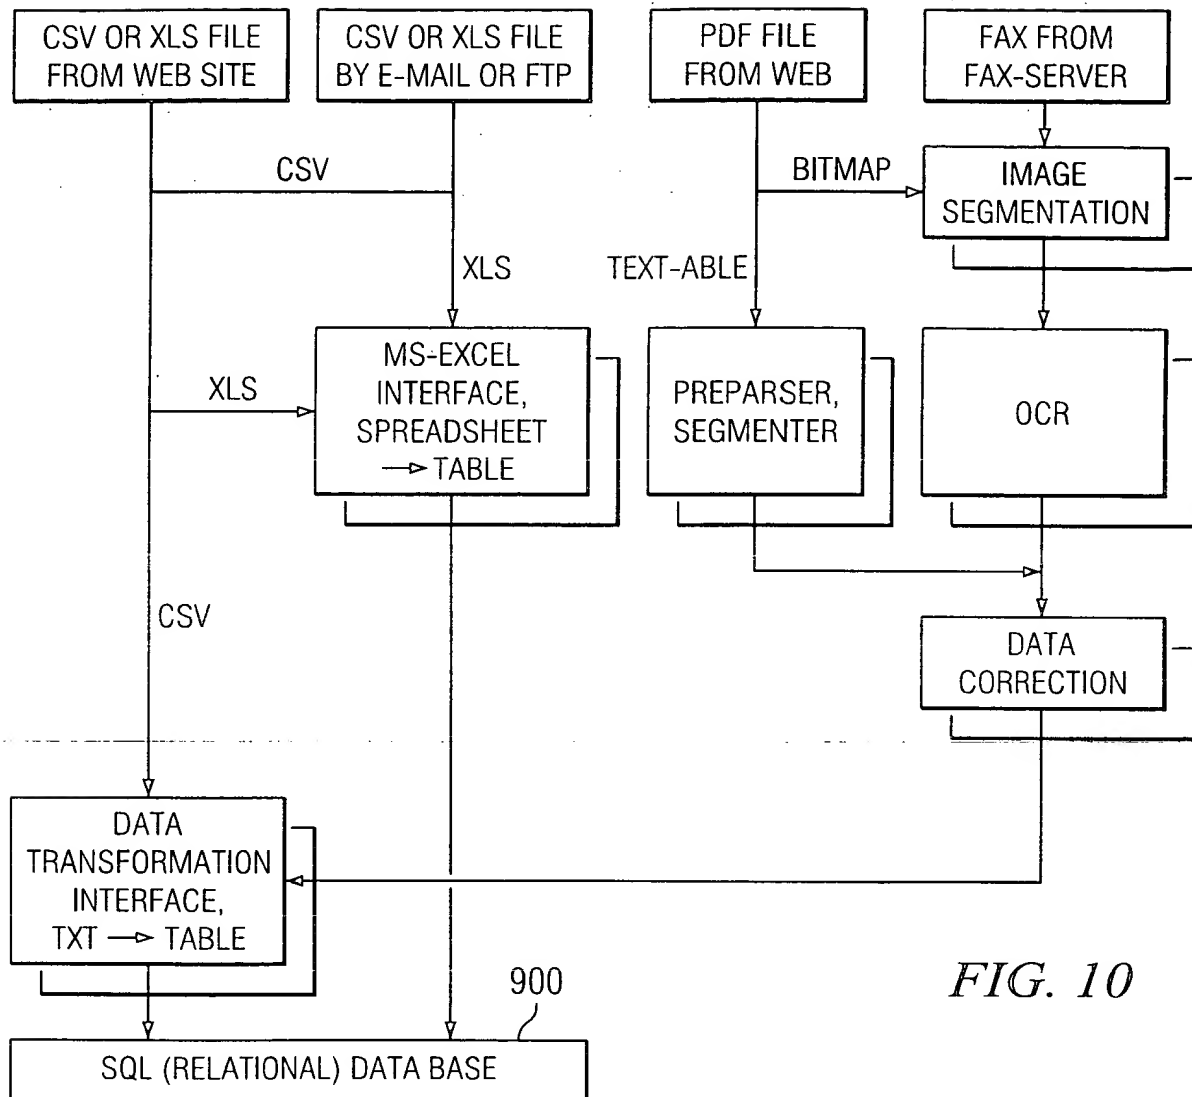 CSV OR XLS FILE
FROM WEB SITE
CSV OR XLS FILE
BY E-MAIL OR FTP
PDF FILE
FROM WEB
FAX FROM
FAX-SERVER
CSV
BITMAP
IMAGE
SEGMENTATION
XLS
TEXT-ABLE
MS-EXCEL
INTERFACE,
SPREADSHEET
→ TABLE
XLS
PREPARSER,
SEGMENTER
OCR
CSV
DATA
CORRECTION
DATA
TRANSFORMATION
INTERFACE,
TXT → TABLE
900
SQL (RELATIONAL) DATA BASE
FIG. 10